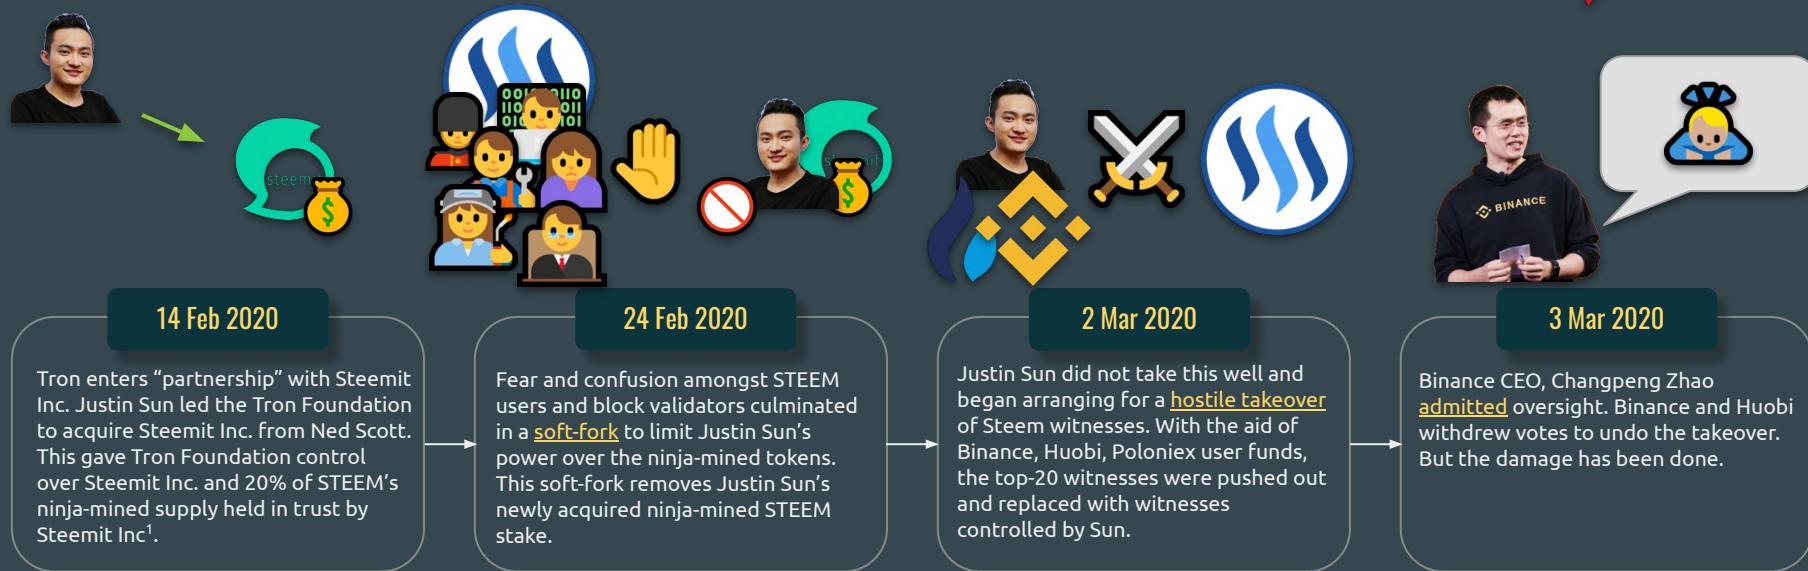 steemit
steemit
BINANCE
14 Feb 2020
Tron enters “partnership” with Steemit
Inc. Justin Sun led the Tron Foundation
to acquire Steemit Inc. from Ned Scott.
This gave Tron Foundation control
over Steemit Inc. and 20% of STEEM’s
ninja-mined supply held in trust by
Steemit Inc¹.
24 Feb 2020
Fear and confusion amongst STEEM
users and block validators culminated
in a soft-fork to limit Justin Sun’s
power over the ninja-mined tokens.
This soft-fork removes Justin Sun’s
newly acquired ninja-mined STEEM
stake.
2 Mar 2020
Justin Sun did not take this well and
began arranging for a hostile takeover
of Steem witnesses. With the aid of
Binance, Huobi, Poloniex user funds,
the top-20 witnesses were pushed out
and replaced with witnesses
controlled by Sun.
3 Mar 2020
Binance CEO, Changpeng Zhao
admitted oversight. Binance and Huobi
withdrew votes to undo the takeover.
But the damage has been done.